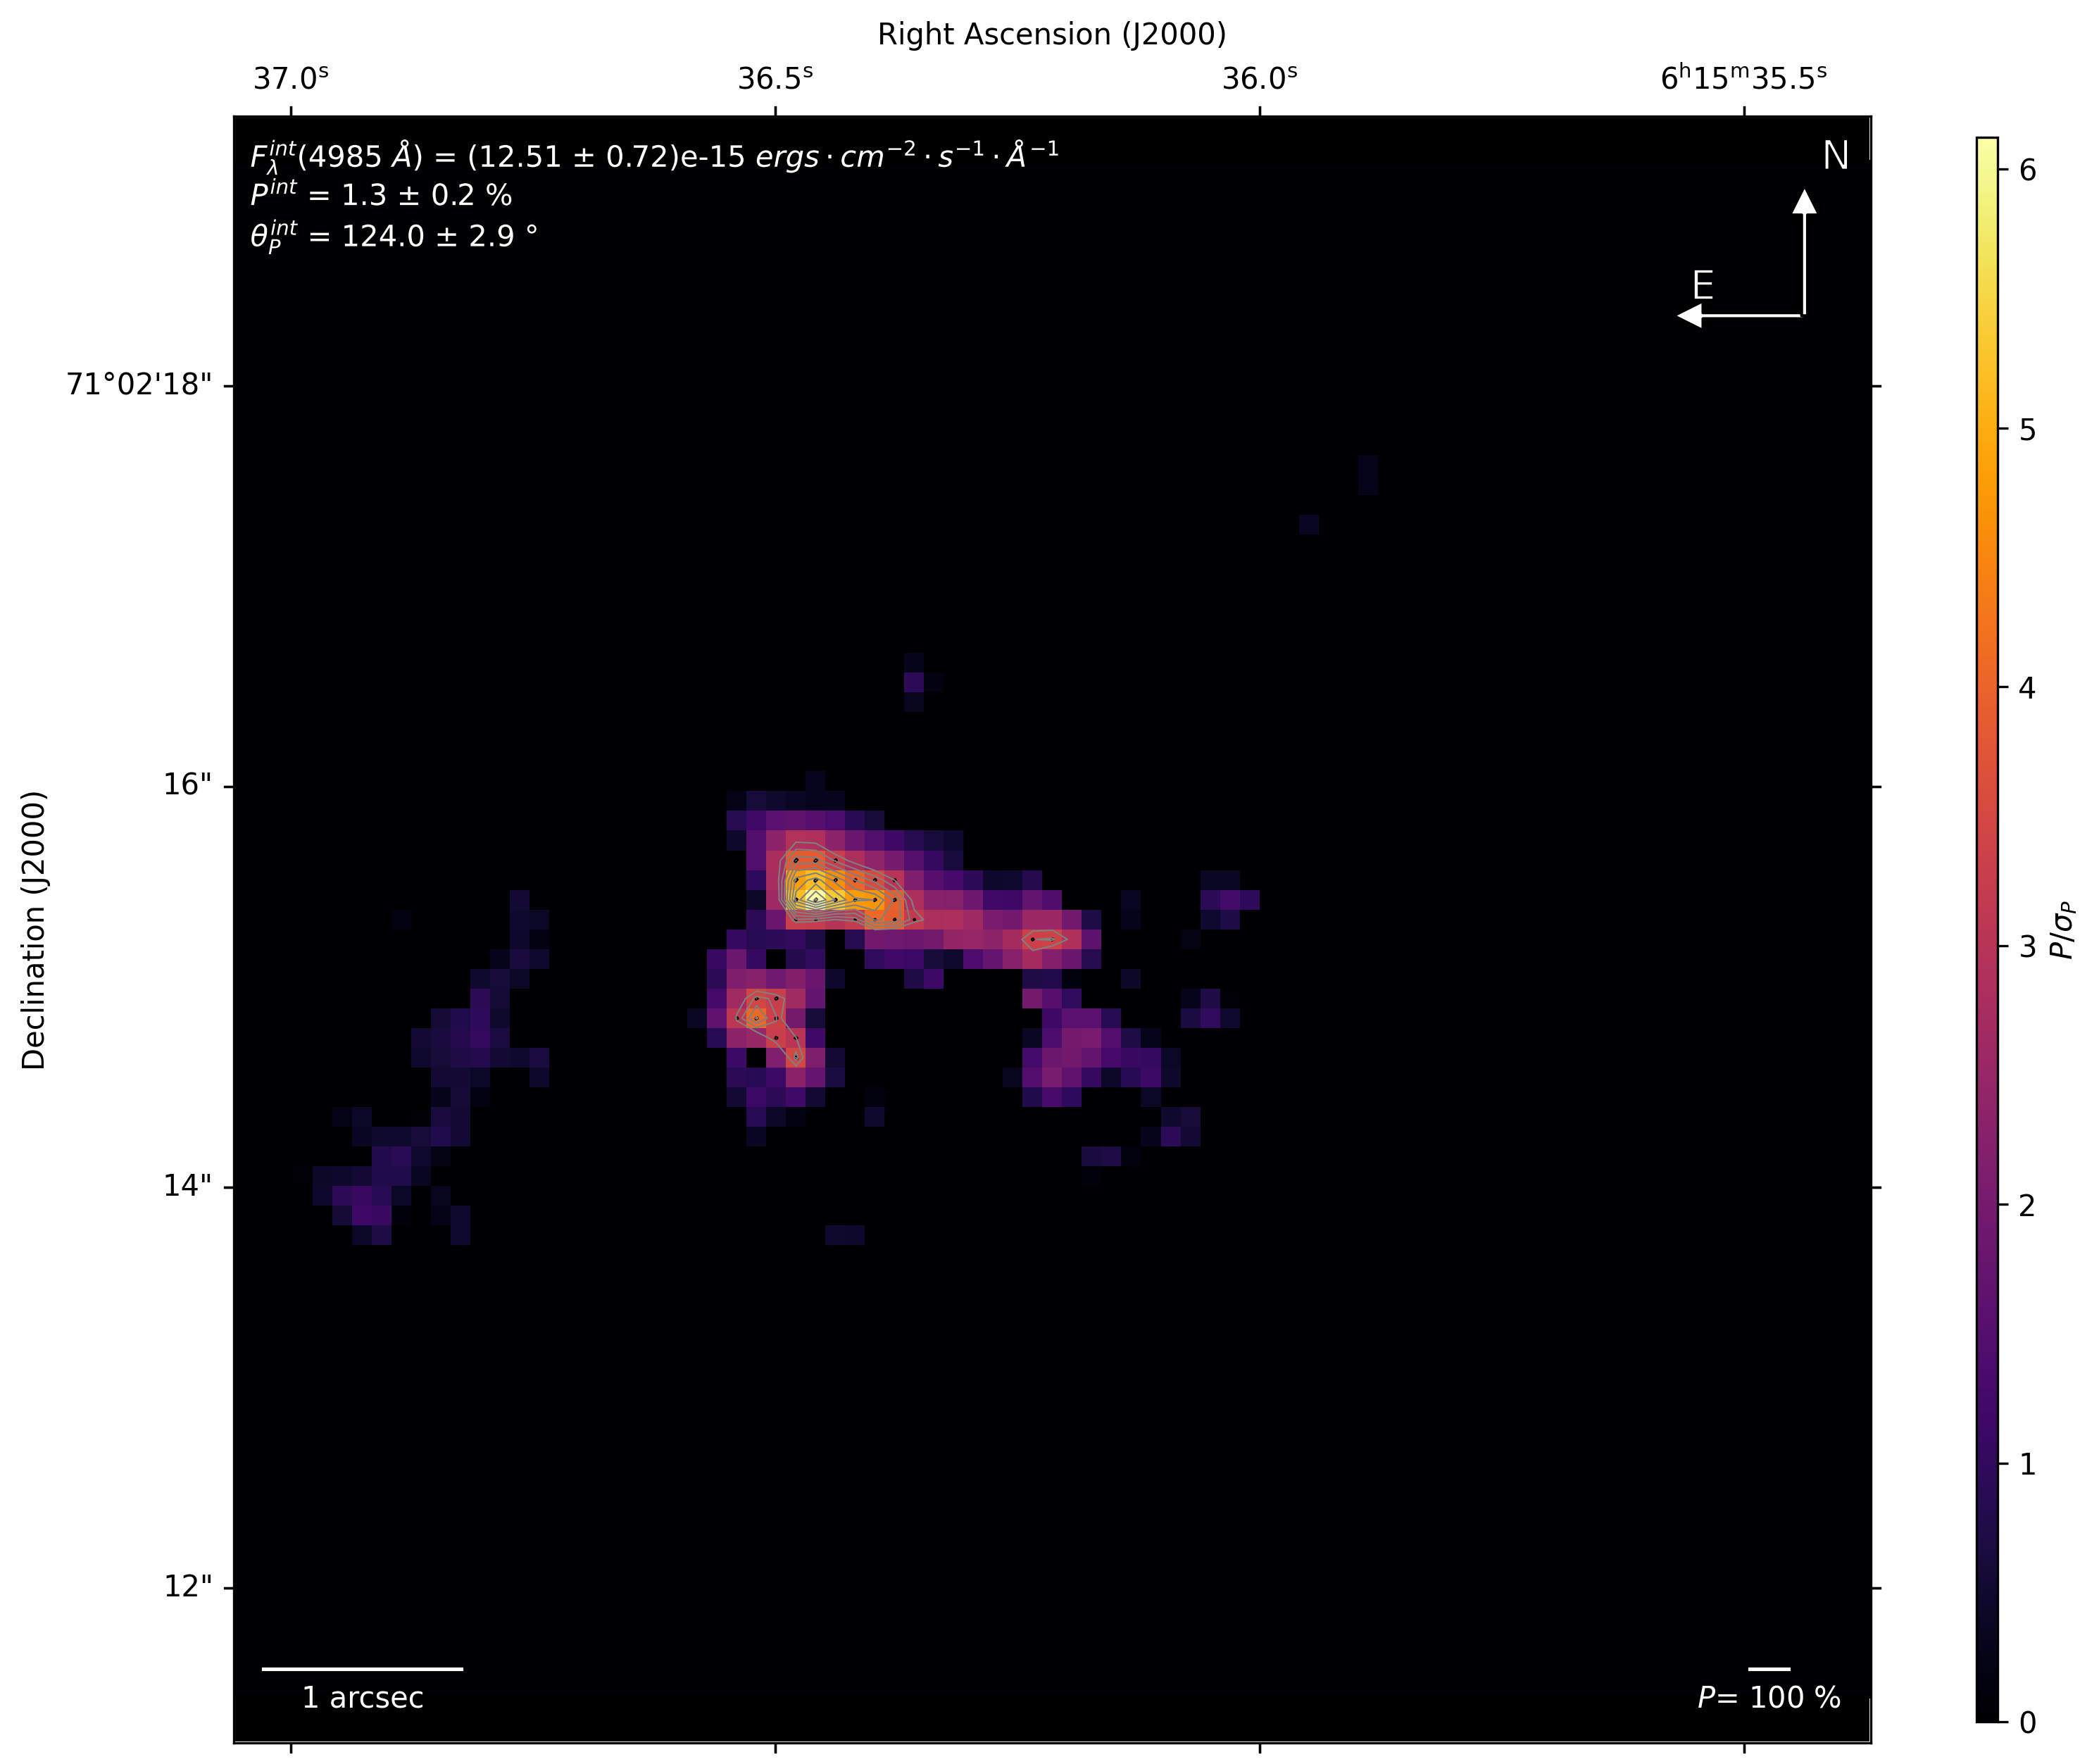 Right Ascension (J2000)
37.0ˢ 36.5ˢ 36.0ˢ 6ʰ15ᵐ35.5ˢ
F_λ^int(4985 Å) = (12.51 ± 0.72)e-15 ergs · cm⁻² · s⁻¹ · Å⁻¹
P^int = 1.3 ± 0.2 %
θ_P^int = 124.0 ± 2.9 °
N
E
71°02'18"
16"
14"
12"
Declination (J2000)
1 arcsec
P= 100 %
6
5
4
3
2
1
0
P/σ_P